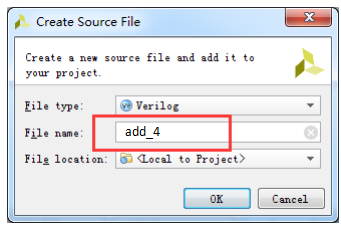 Create Source File
Create a new source file and add it to
your project.
File type: Verilog
File name: add_4
File location: <Local to Project>
OK Cancel